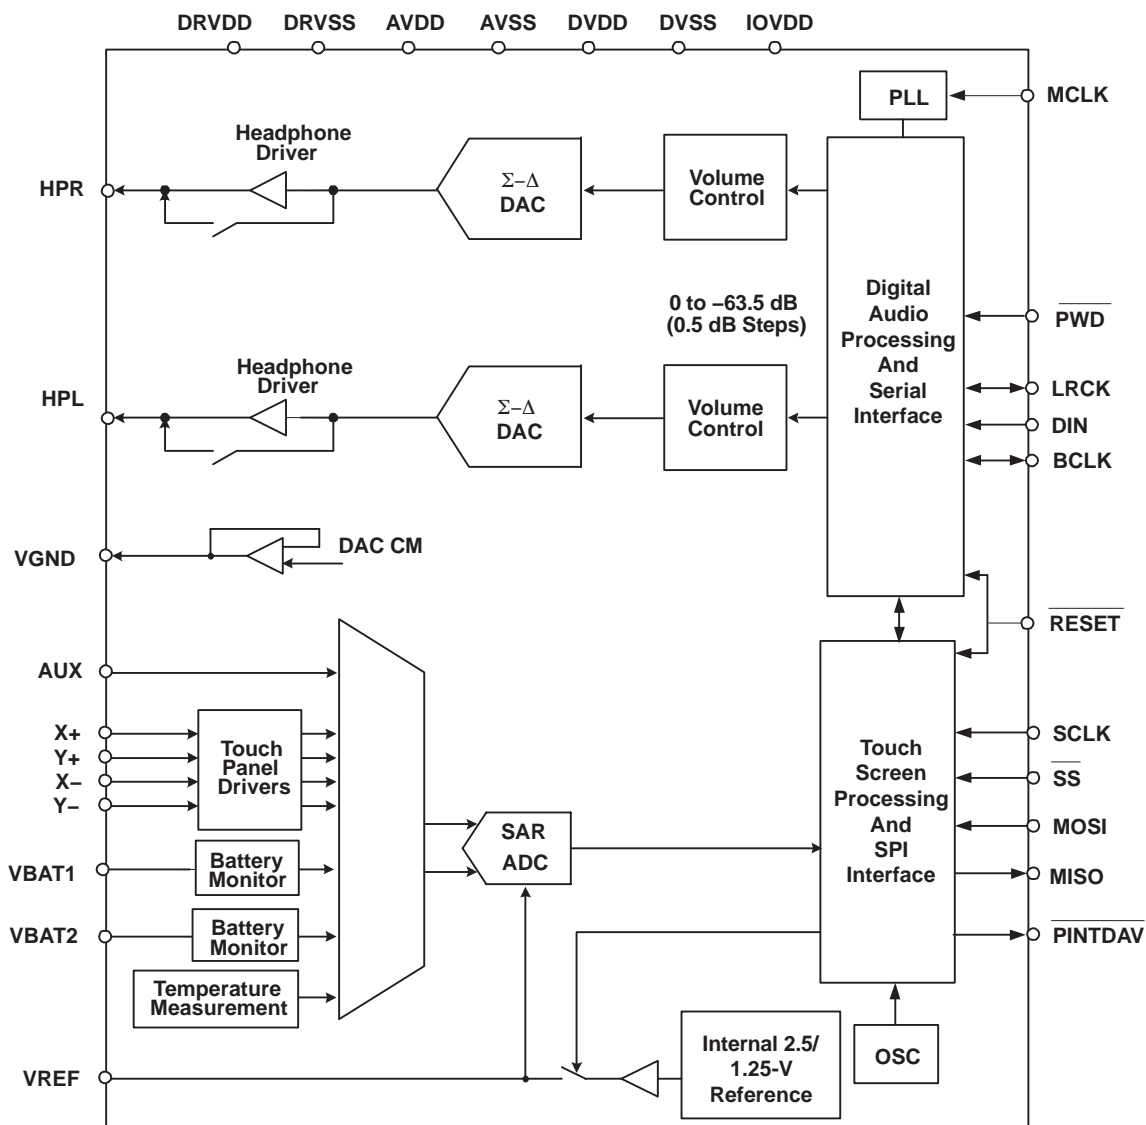 DRVDD DRVSS AVDD AVSS DVDD DVSS IOVDD
PLL
MCLK
Headphone
Driver
HPR
Σ–Δ
DAC
Volume
Control
0 to –63.5 dB
(0.5 dB Steps)
Digital
Audio
Processing
And
Serial
Interface
PWD
LRCK
DIN
BCLK
Headphone
Driver
HPL
Σ–Δ
DAC
Volume
Control
VGND
DAC CM
RESET
AUX
X+
Y+
X–
Y–
Touch
Panel
Drivers
VBAT1
Battery
Monitor
VBAT2
Battery
Monitor
Temperature
Measurement
SAR
ADC
Touch
Screen
Processing
And
SPI
Interface
SCLK
SS
MOSI
MISO
PINTDAV
VREF
Internal 2.5/
1.25-V
Reference
OSC